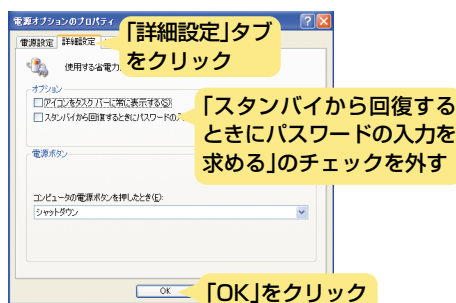 電源オプションのプロパティ
「詳細設定」タブ
をクリック
電源設定 詳細設定
使用する省電力
オプション
アイコンをタスク バーに常に表示する(S)
スタンバイから回復するときにパスワードの入
「スタンバイから回復する
ときにパスワードの入力を
求める」のチェックを外す
電源ボタン
コンピュータの電源ボタンを押したとき(E):
シャットダウン
OK
「OK」をクリック